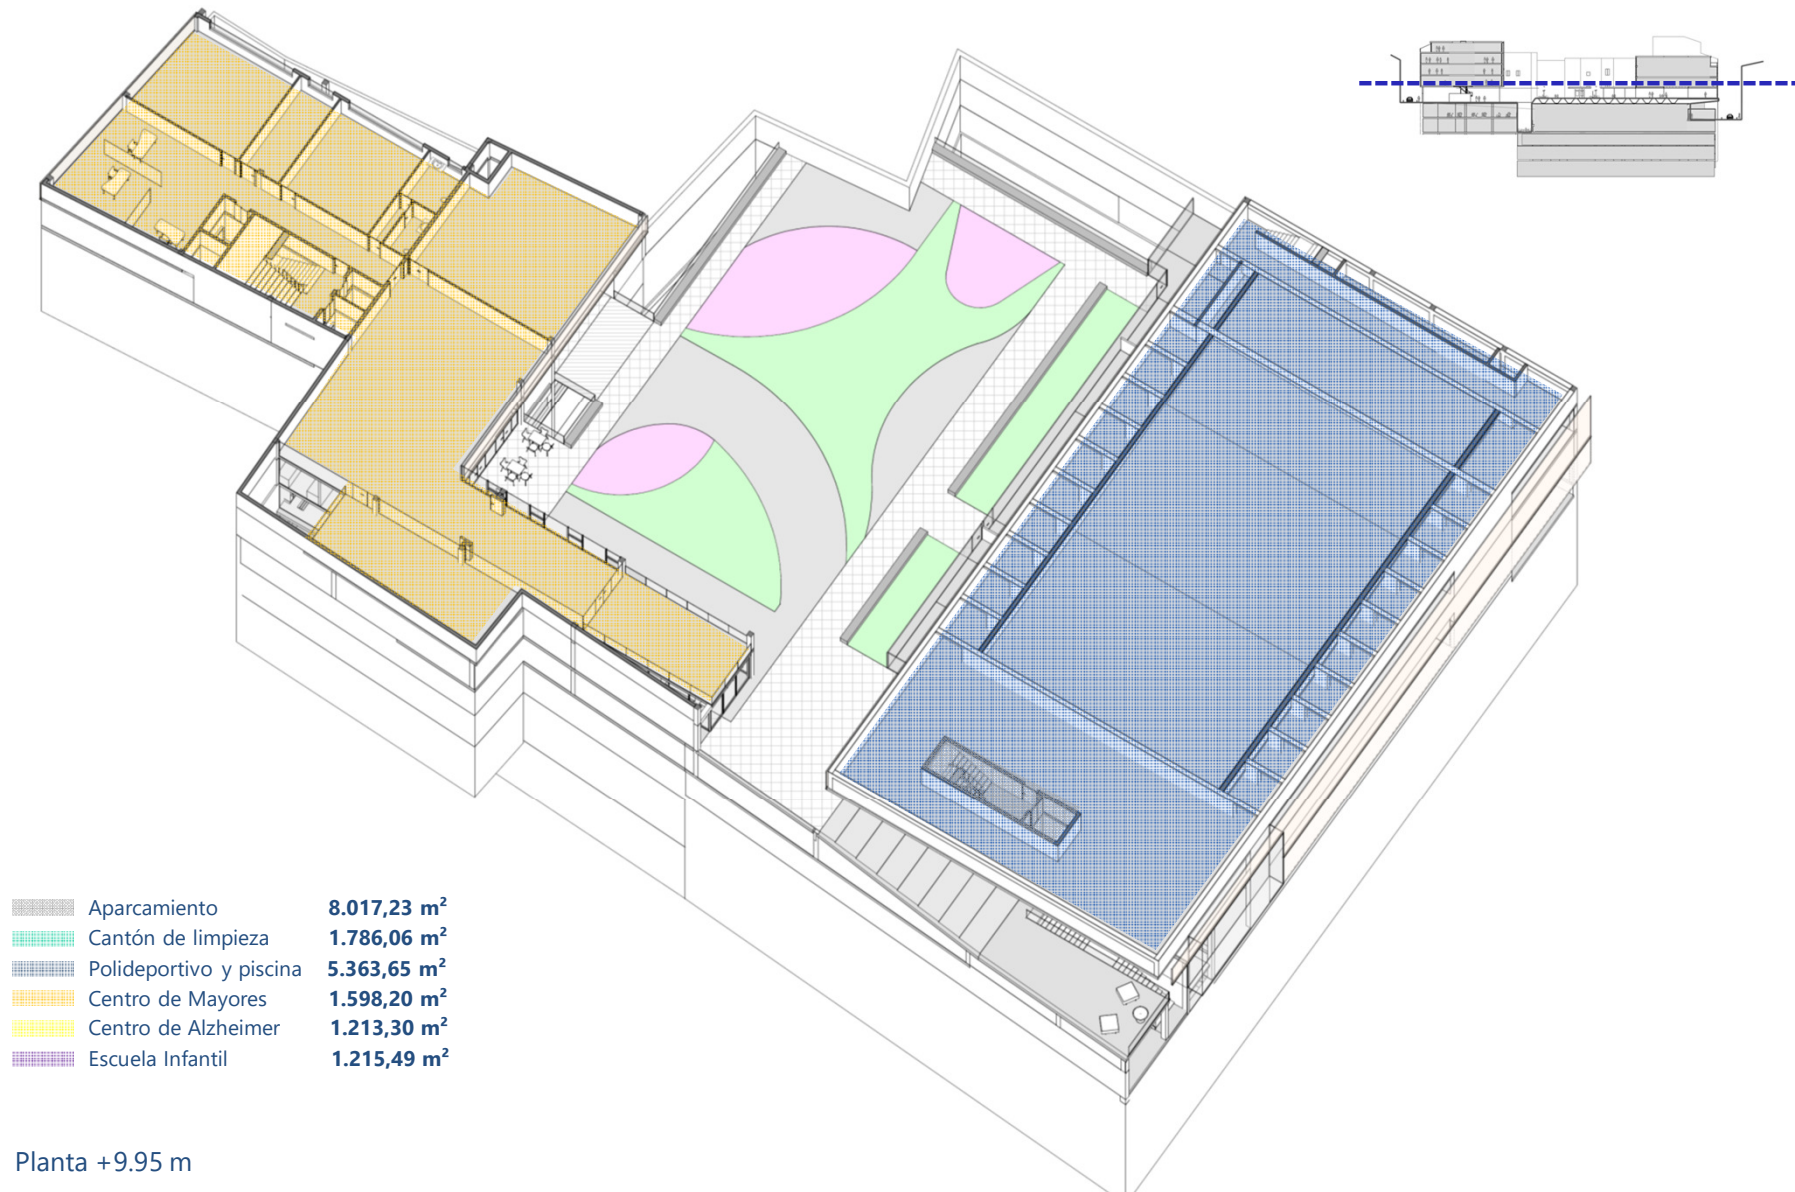 Aparcamiento 8.017,23 m²
Cantón de limpieza 1.786,06 m²
Polideportivo y piscina 5.363,65 m²
Centro de Mayores 1.598,20 m²
Centro de Alzheimer 1.213,30 m²
Escuela Infantil 1.215,49 m²
Planta +9.95 m